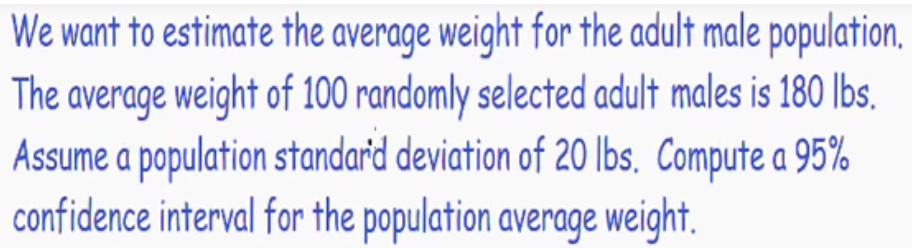 We want to estimate the average weight for the adult male population.
The average weight of 100 randomly selected adult males is 180 lbs.
Assume a population standard deviation of 20 lbs. Compute a 95%
confidence interval for the population average weight.